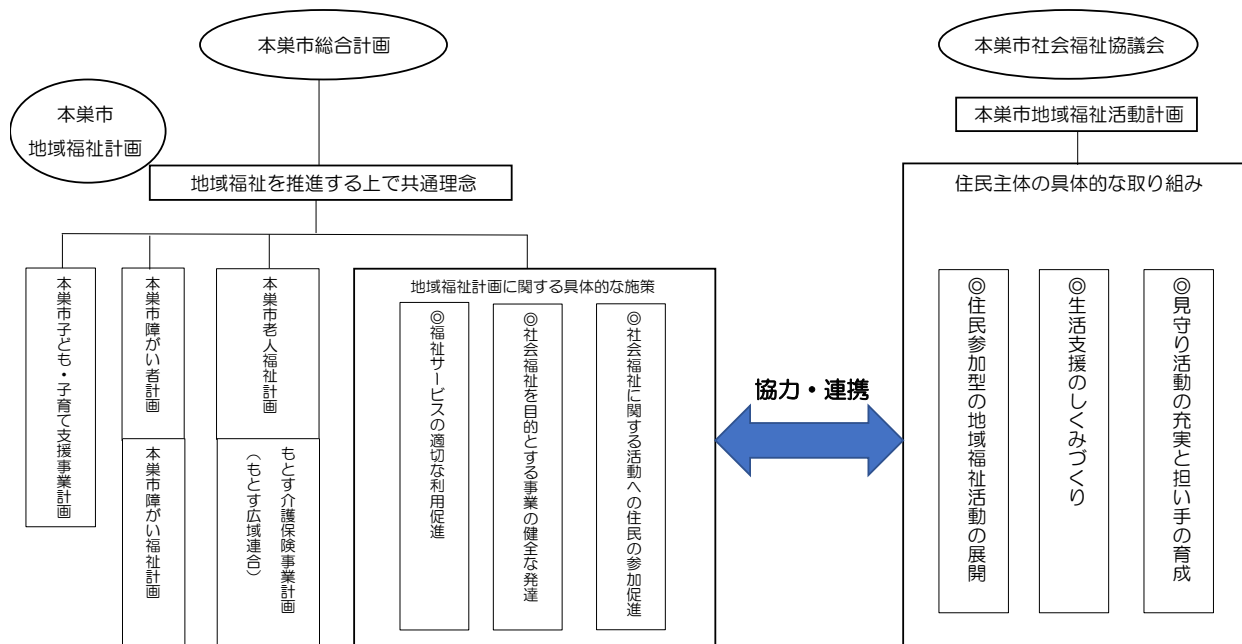 本巣市総合計画
本巣市
地域福祉計画
地域福祉を推進する上で共通理念
本巣市子ども・子育て支援事業計画
本巣市障がい者計画
本巣市障がい福祉計画
本巣市老人福祉計画
もとす介護保険事業計画
（もとす広域連合）
地域福祉計画に関する具体的な施策
◎福祉サービスの適切な利用促進
◎社会福祉を目的とする事業の健全な発達
◎社会福祉に関する活動への住民の参加促進
協力・連携
本巣市社会福祉協議会
本巣市地域福祉活動計画
住民主体の具体的な取り組み
◎住民参加型の地域福祉活動の展開
◎生活支援のしくみづくり
◎見守り活動の充実と担い手の育成